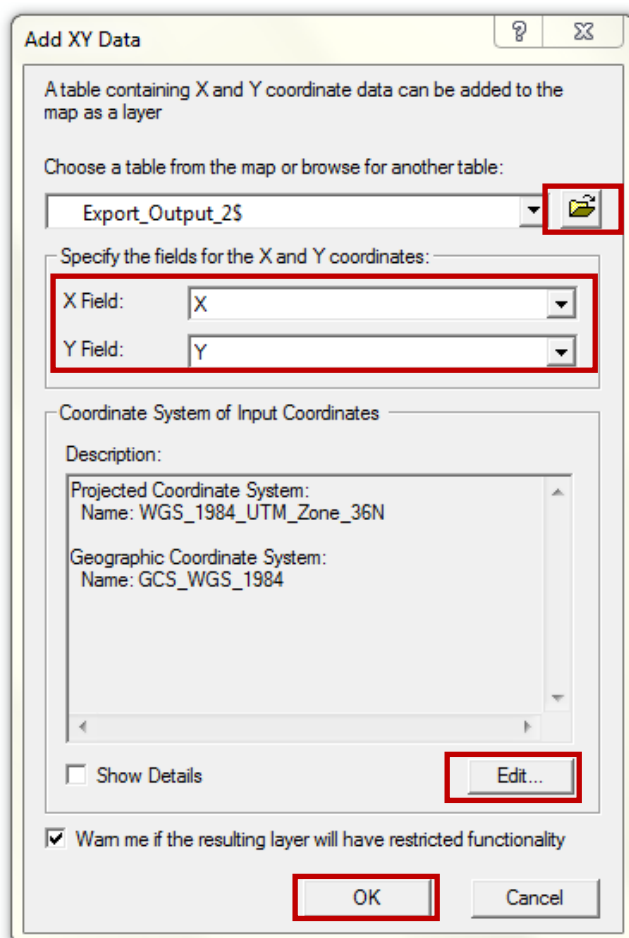 Add XY Data
A table containing X and Y coordinate data can be added to the
map as a layer
Choose a table from the map or browse for another table:
Export_Output_2$
Specify the fields for the X and Y coordinates:
X Field: X
Y Field: Y
Coordinate System of Input Coordinates
Description:
Projected Coordinate System:
Name: WGS_1984_UTM_Zone_36N
Geographic Coordinate System:
Name: GCS_WGS_1984
Show Details Edit...
Warn me if the resulting layer will have restricted functionality
OK Cancel